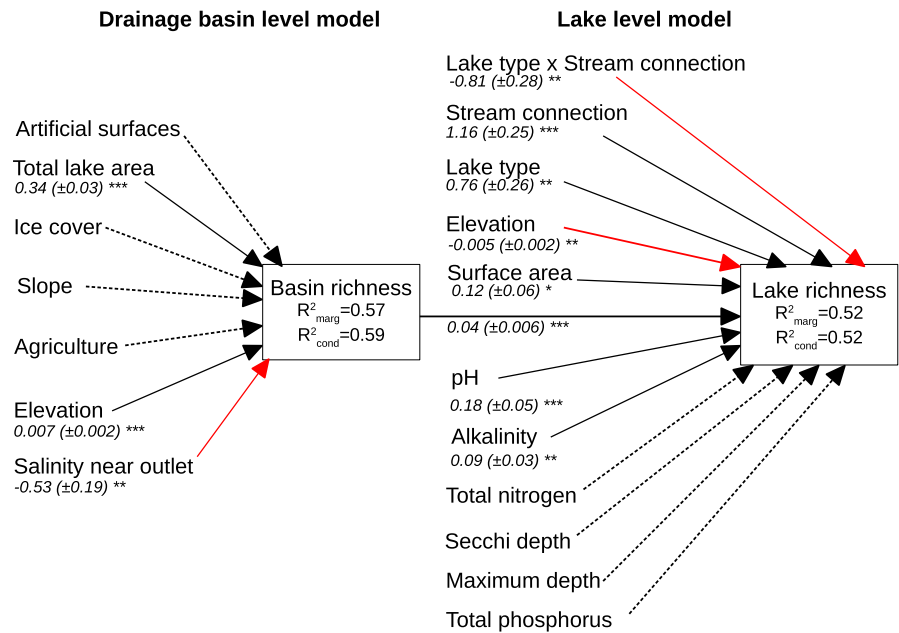 Drainage basin level model
Artificial surfaces
Total lake area
0.34 (±0.03) ***
Ice cover
Slope
Agriculture
Elevation
0.007 (±0.002) ***
Salinity near outlet
-0.53 (±0.19) **
Basin richness
R²marg=0.57
R²cond=0.59
Lake level model
Lake type x Stream connection
-0.81 (±0.28) **
Stream connection
1.16 (±0.25) ***
Lake type
0.76 (±0.26) **
Elevation
-0.005 (±0.002) **
Surface area
0.12 (±0.06) *
0.04 (±0.006) ***
pH
0.18 (±0.05) ***
Alkalinity
0.09 (±0.03) **
Total nitrogen
Secchi depth
Maximum depth
Total phosphorus
Lake richness
R²marg=0.52
R²cond=0.52